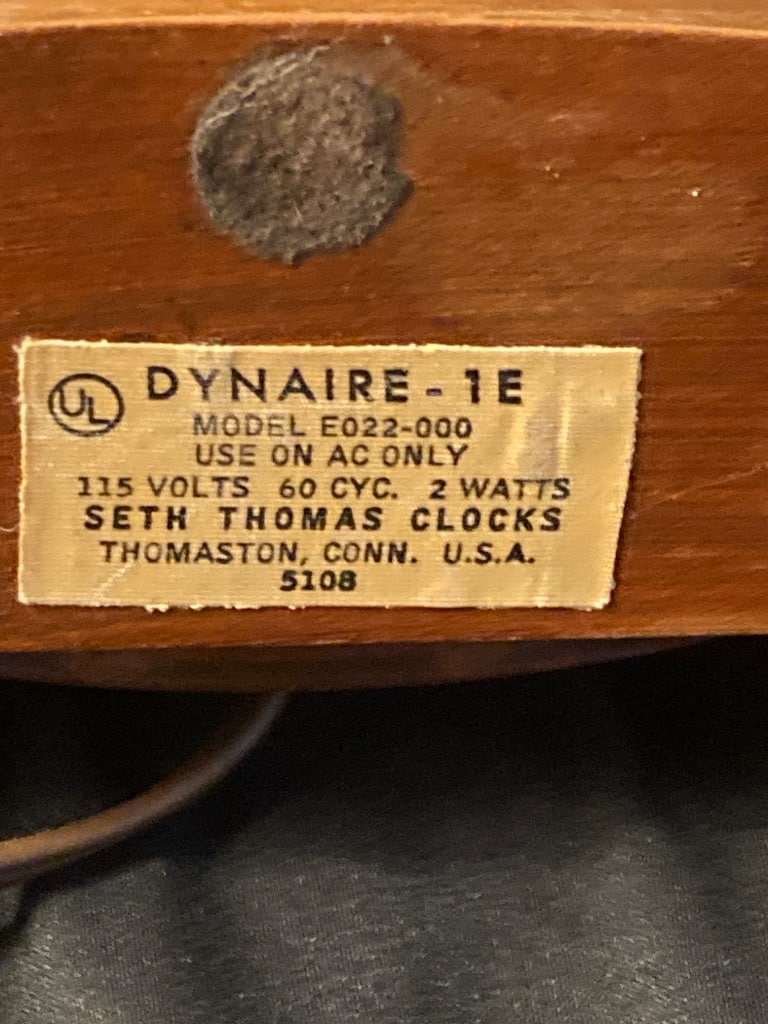 UL DYNAIRE - 1E
MODEL E022-000
USE ON AC ONLY
115 VOLTS 60 CYC. 2 WATTS
SETH THOMAS CLOCKS
THOMASTON, CONN. U.S.A.
5108